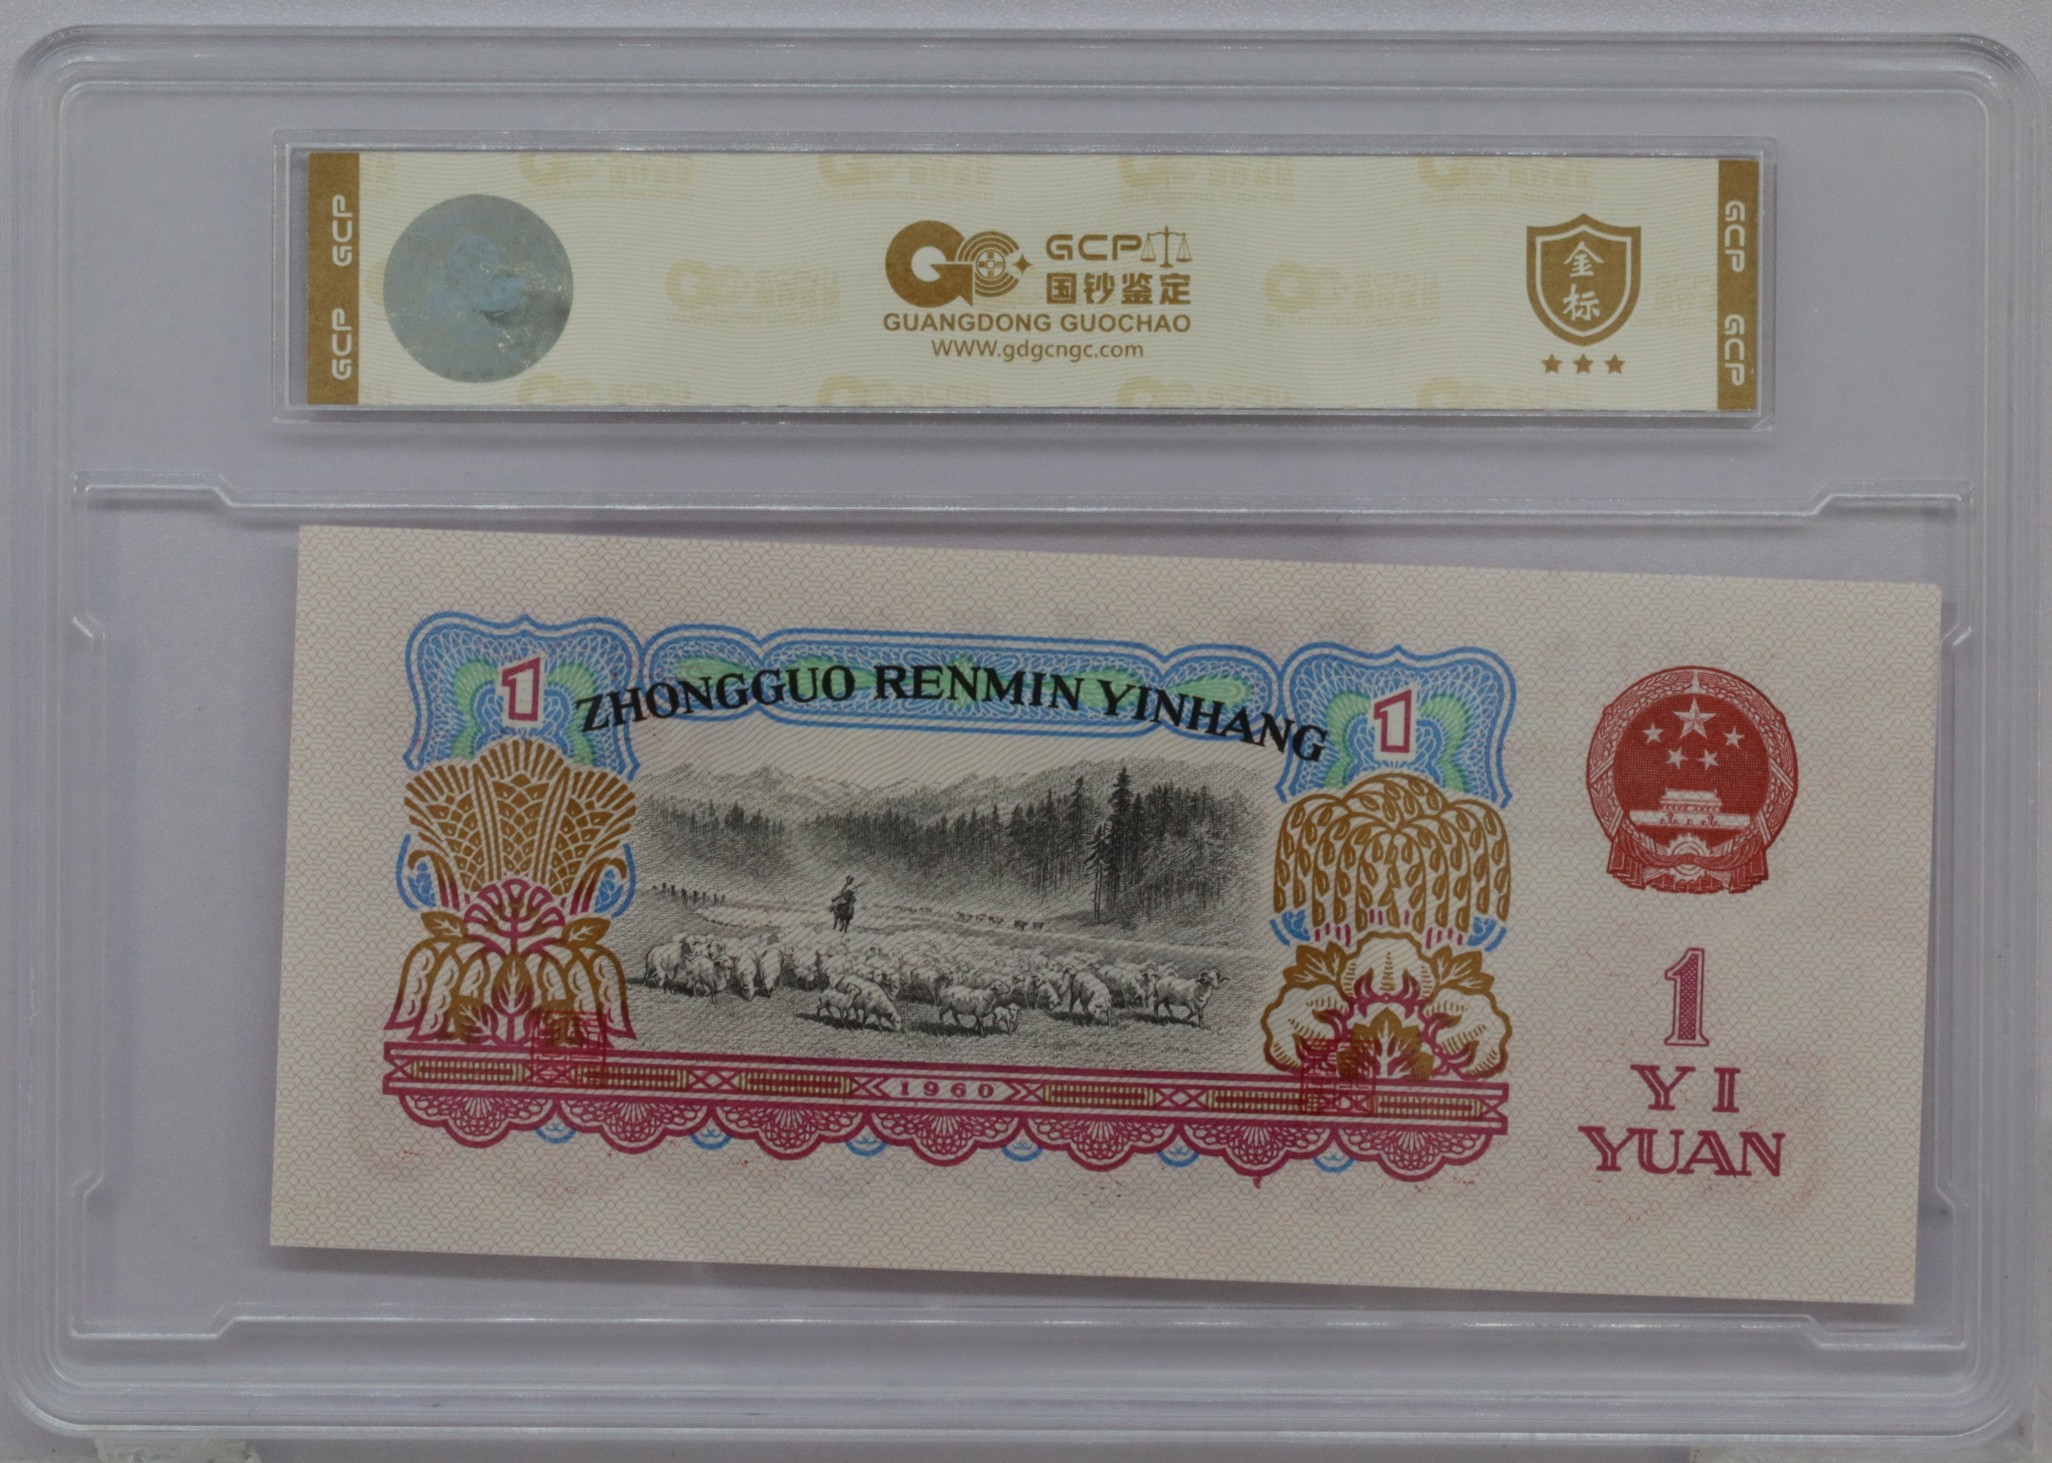 GCP
GCP
GCP
国钞鉴定
GUANGDONG GUOCHAO
WWW.gdgcngc.com
金
标
GCP
GCP
ZHONGGUO RENMIN YINHANG
1
1
1960
1
YI
YUAN